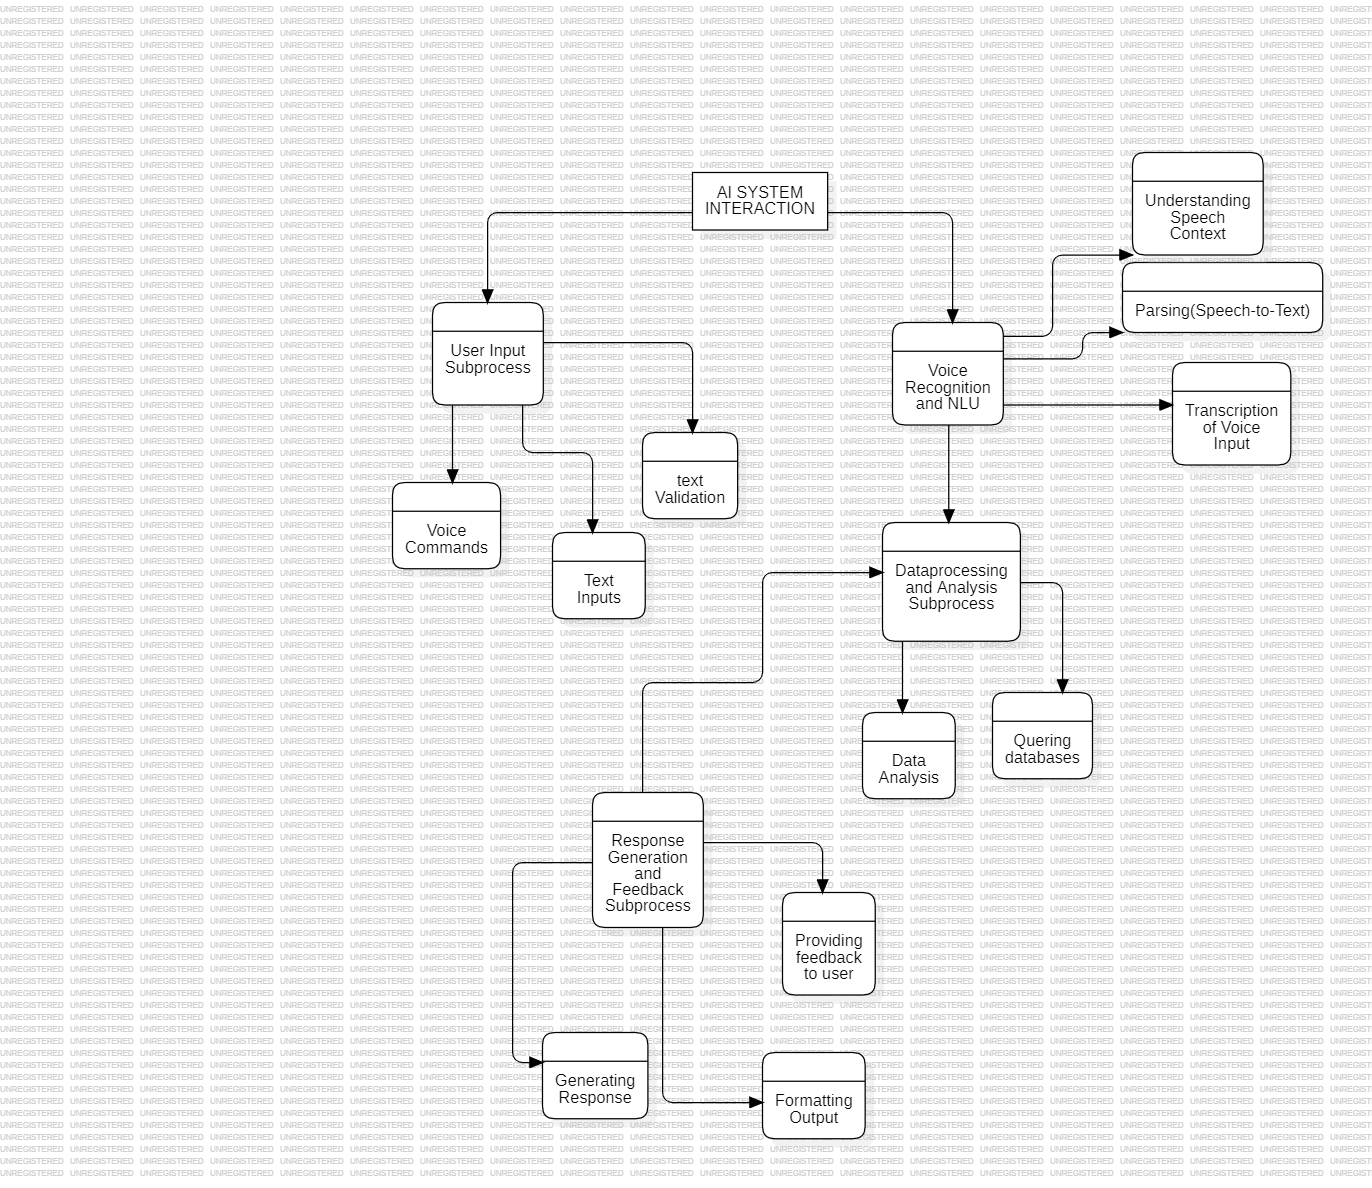 AI SYSTEM
INTERACTION
Understanding
Speech
Context
Parsing(Speech-to-Text)
User Input
Subprocess
Voice
Recognition
and NLU
Transcription
of Voice
Input
text
Validation
Voice
Commands
Text
Inputs
Dataprocessing
and Analysis
Subprocess
Data
Analysis
Quering
databases
Response
Generation
and
Feedback
Subprocess
Providing
feedback
to user
Generating
Response
Formatting
Output
UNREGISTERED